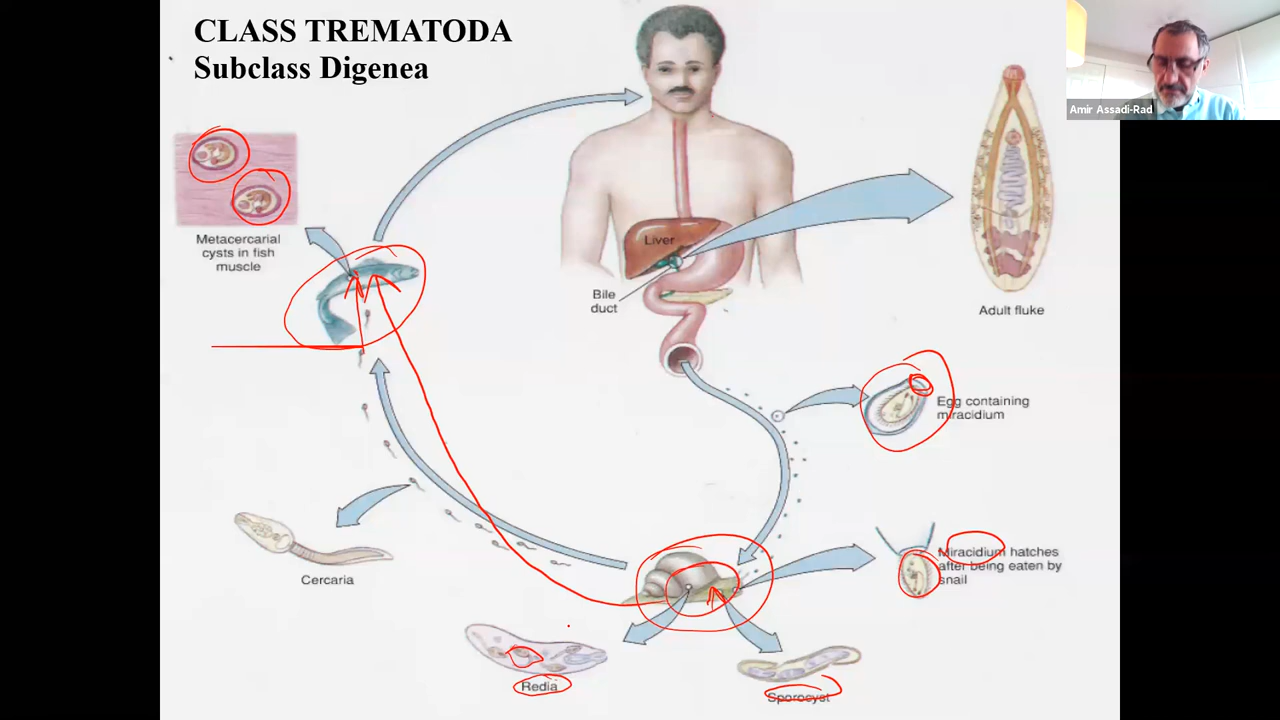 CLASS TREMATODA
Subclass Digenea
Amir Assadi-Rad
Metacercarial
cysts in fish
muscle
Liver
Bile
duct
Adult fluke
Egg containing
miracidium
Cercaria
Miracidium hatches
after being eaten by
snail
Redia
Sporocyst